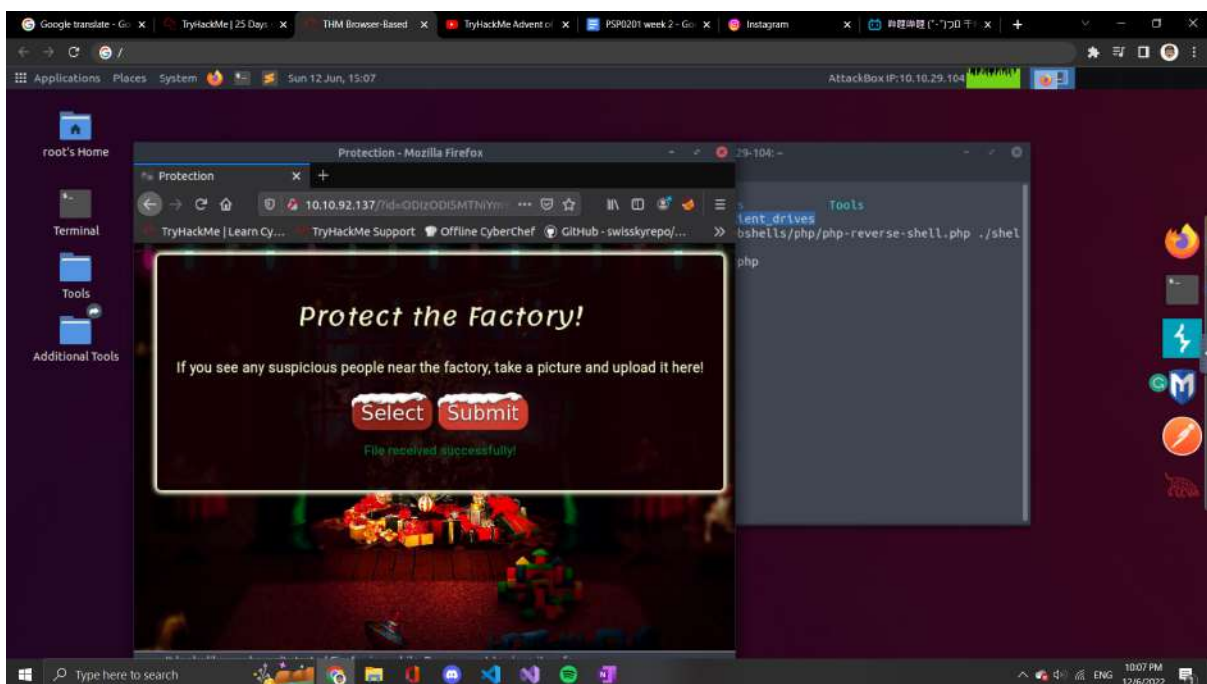 Google translate - Go
TryHackMe | 25 Days
THM Browser-Based
TryHackMe Advent of
PSP0201 week 2 - Go
Instagram
Applications Places System Sun 12 Jun, 15:07
AttackBox IP:10.10.29.104
root's Home
Terminal
Tools
Additional Tools
Protection - Mozilla Firefox
29-104: ~
Protection
10.10.92.137/?id=
TryHackMe | Learn Cy...
TryHackMe Support
Offline CyberChef
GitHub - swisskyrepo/...
Tools
ient_drives
bshells/php/php-reverse-shell.php ./shel
php
Protect the Factory!
If you see any suspicious people near the factory, take a picture and upload it here!
Select Submit
File received successfully!
Type here to search
ENG
10:07 PM
12/6/2022